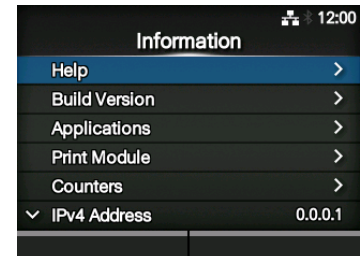 12:00
Information
Help
Build Version
Applications
Print Module
Counters
IPv4 Address 0.0.0.1